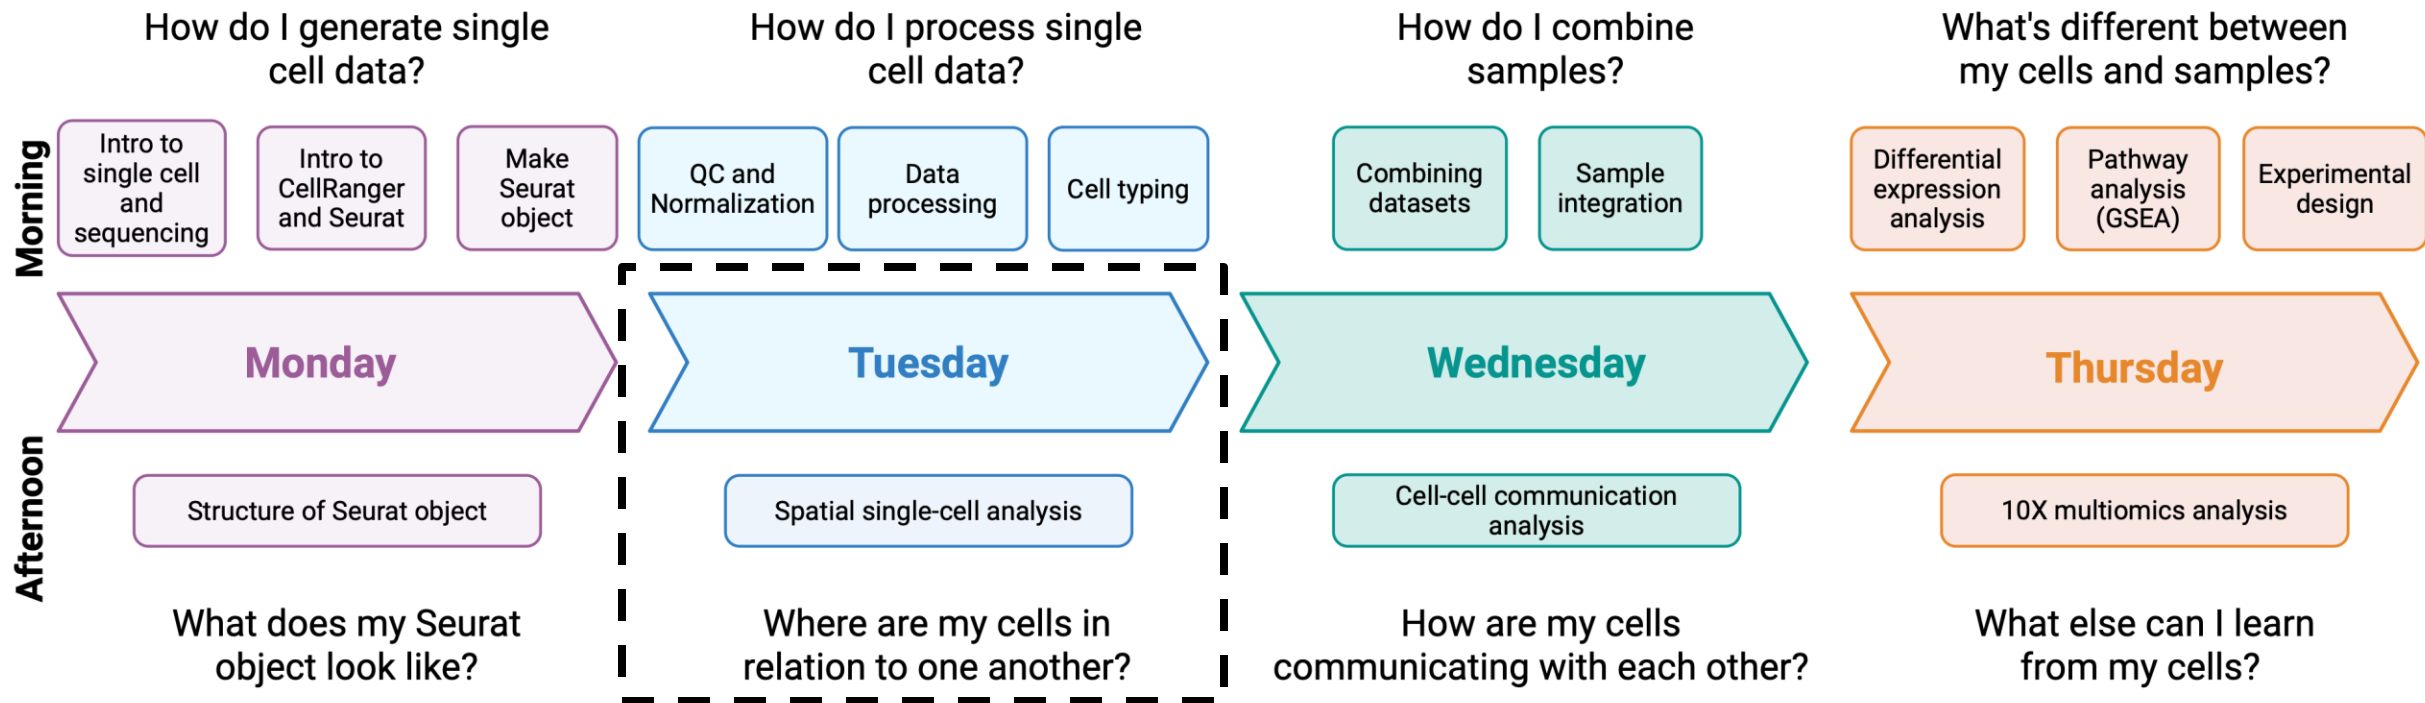 How do I generate single
cell data?
How do I process single
cell data?
How do I combine
samples?
What's different between
my cells and samples?
Morning
Intro to
single cell
and
sequencing
Intro to
CellRanger
and Seurat
Make
Seurat
object
QC and
Normalization
Data
processing
Cell typing
Combining
datasets
Sample
integration
Differential
expression
analysis
Pathway
analysis
(GSEA)
Experimental
design
Monday
Tuesday
Wednesday
Thursday
Afternoon
Structure of Seurat object
Spatial single-cell analysis
Cell-cell communication
analysis
10X multiomics analysis
What does my Seurat
object look like?
Where are my cells in
relation to one another?
How are my cells
communicating with each other?
What else can I learn
from my cells?